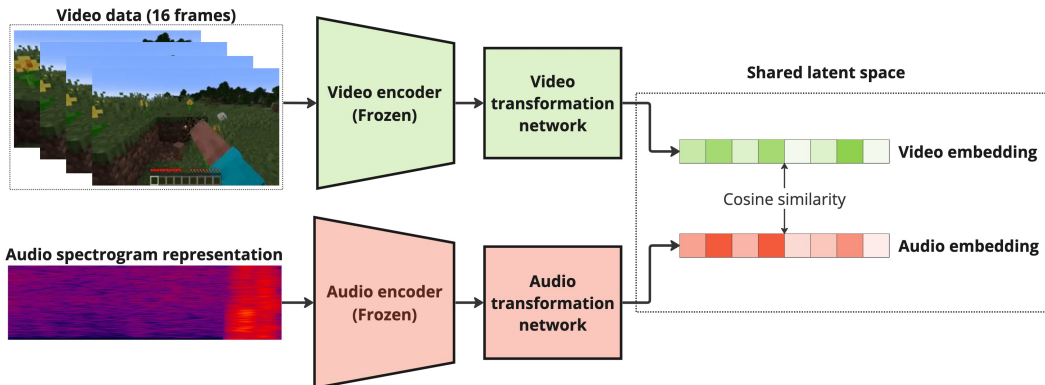 Video data (16 frames)
Video encoder
(Frozen)
Video
transformation
network
Shared latent space
Video embedding
Cosine similarity
Audio embedding
Audio spectrogram representation
Audio encoder
(Frozen)
Audio
transformation
network